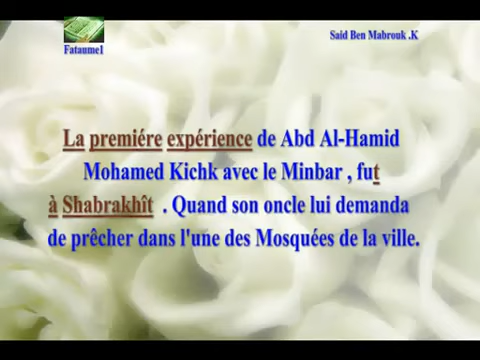 Said Ben Mabrouk .K
Fataume1
La premiére expérience de Abd Al-Hamid
Mohamed Kichk avec le Minbar , fut
à Shabrakhît . Quand son oncle lui demanda
de prêcher dans l'une des Mosquées de la ville.